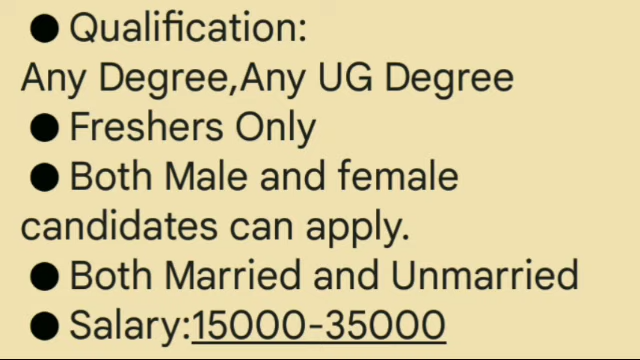 ● Qualification:
Any Degree,Any UG Degree
● Freshers Only
● Both Male and female
candidates can apply.
● Both Married and Unmarried
● Salary:15000-35000